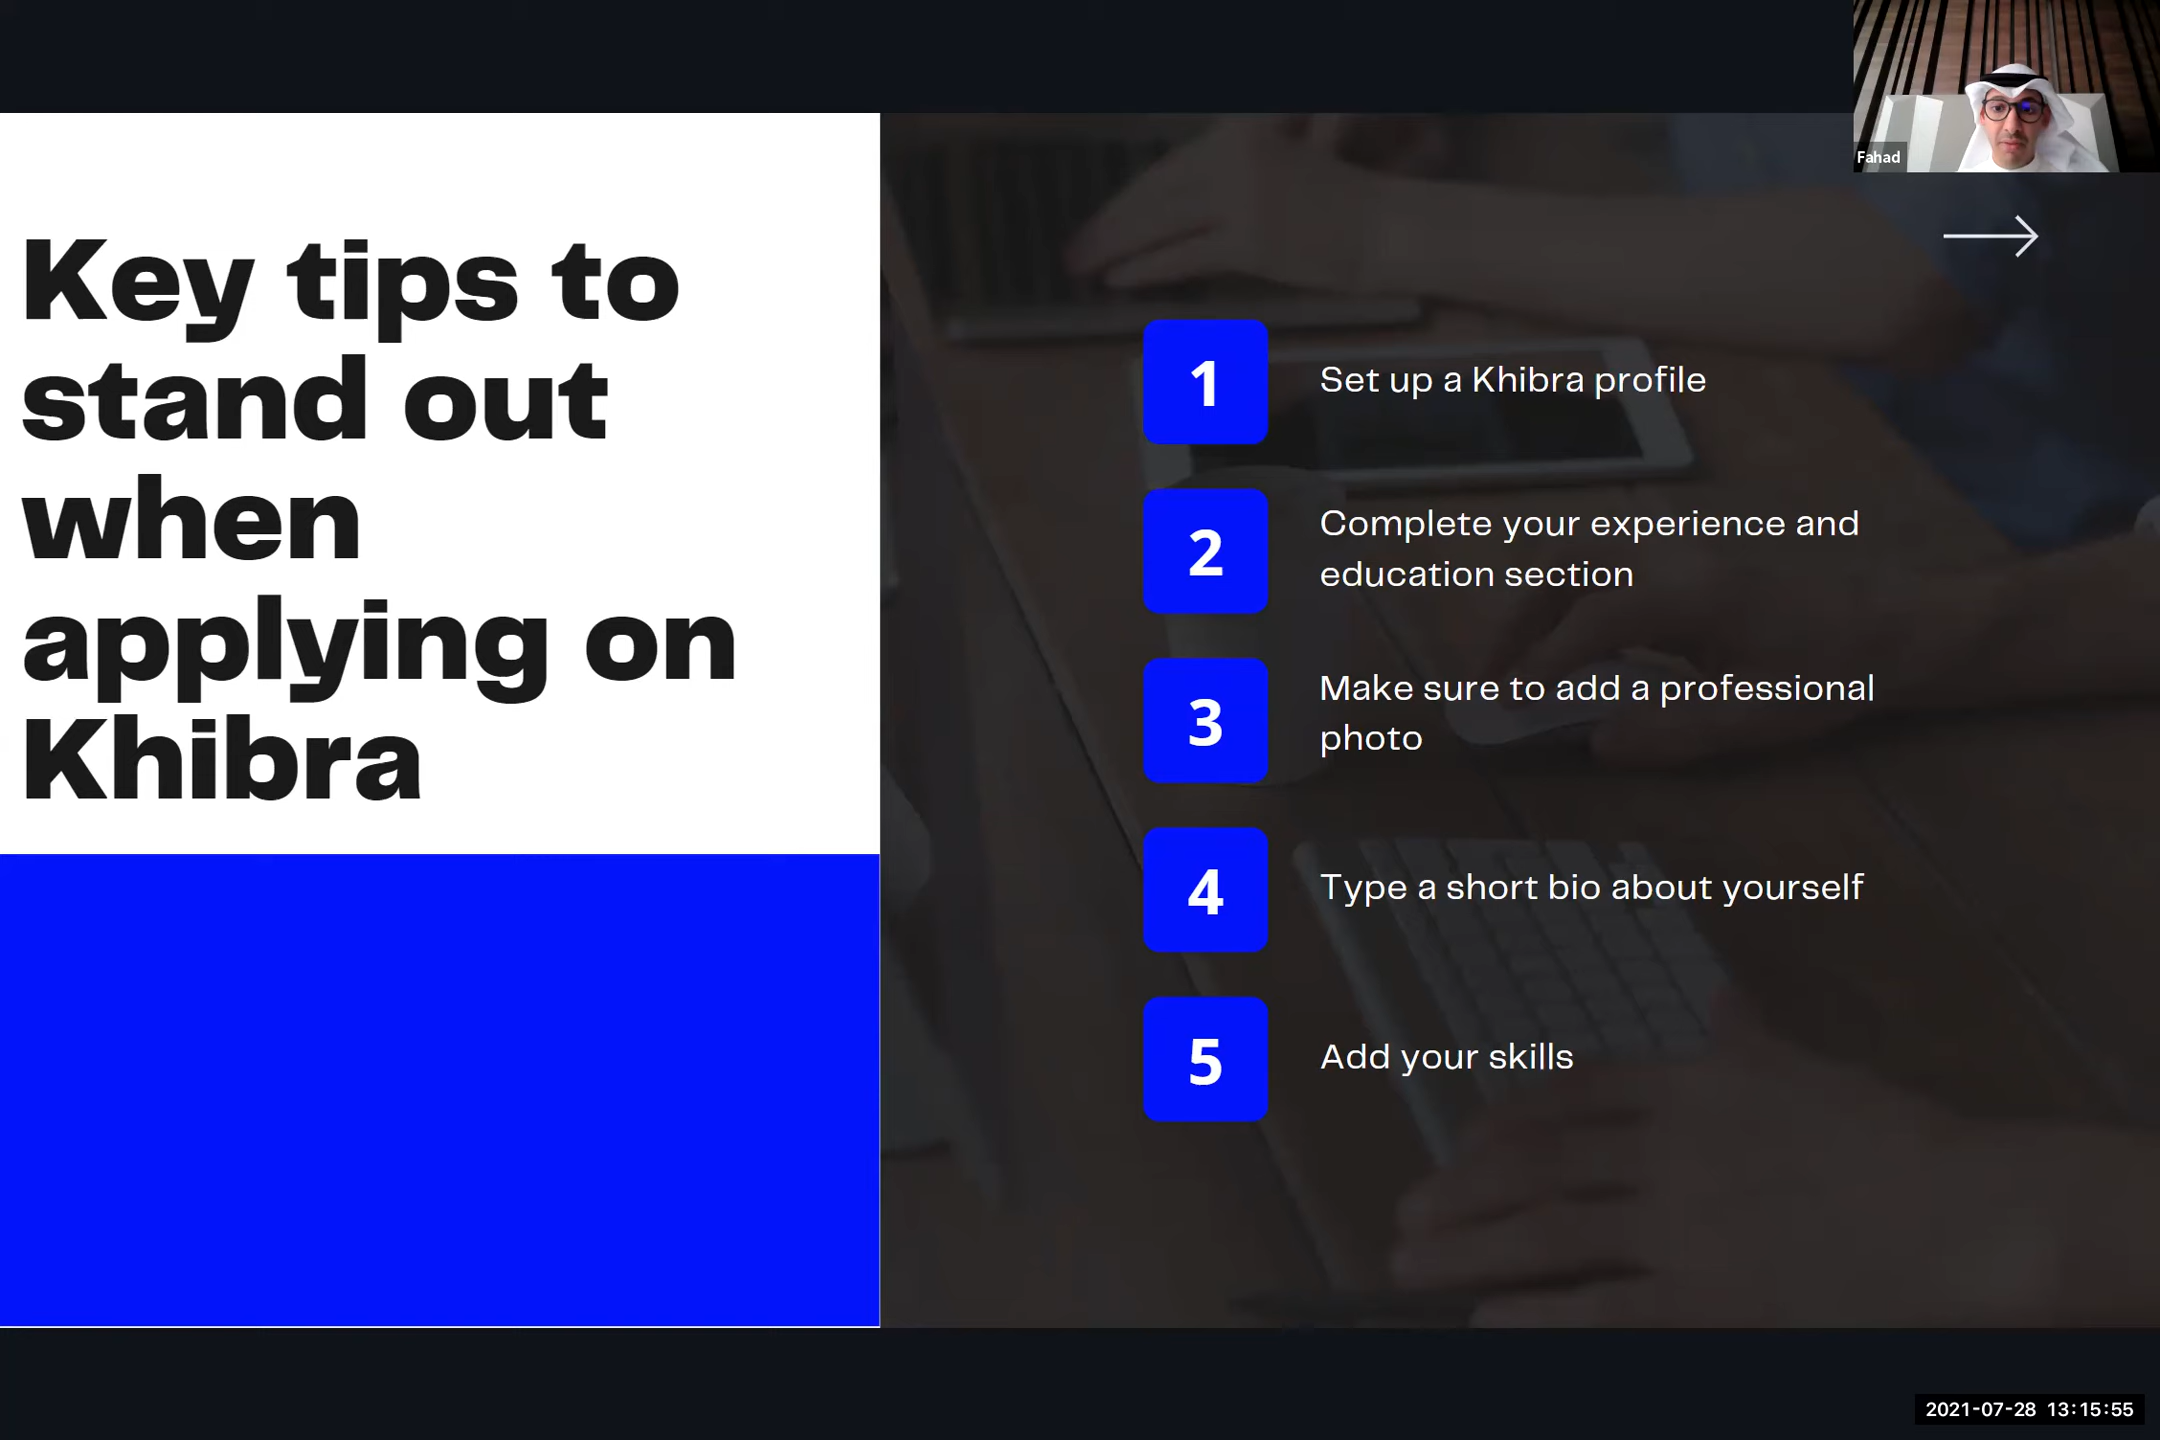 Fahad
Key tips to
stand out
when
applying on
Khibra
1
Set up a Khibra profile
2
Complete your experience and
education section
3
Make sure to add a professional
photo
4
Type a short bio about yourself
5
Add your skills
2021-07-28 13:15:55